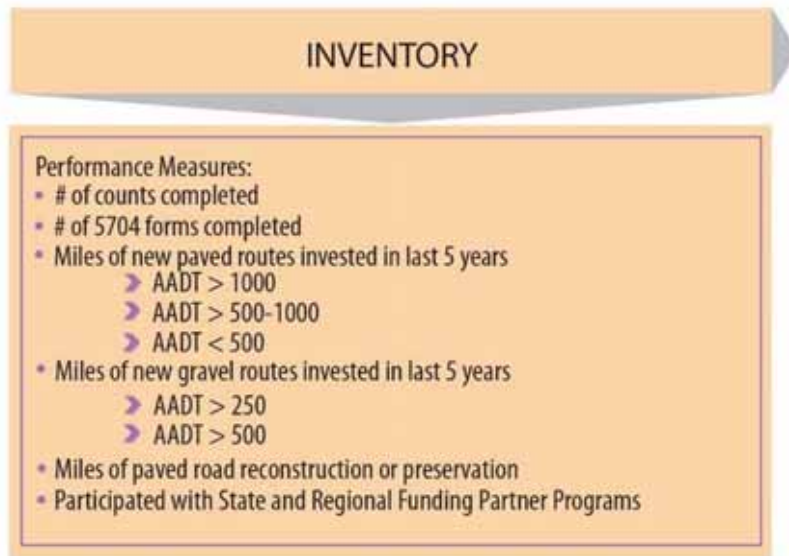 INVENTORY
Performance Measures:
• # of counts completed
• # of 5704 forms completed
• Miles of new paved routes invested in last 5 years
AADT > 1000
AADT > 500-1000
AADT < 500
• Miles of new gravel routes invested in last 5 years
AADT > 250
AADT > 500
• Miles of paved road reconstruction or preservation
• Participated with State and Regional Funding Partner Programs